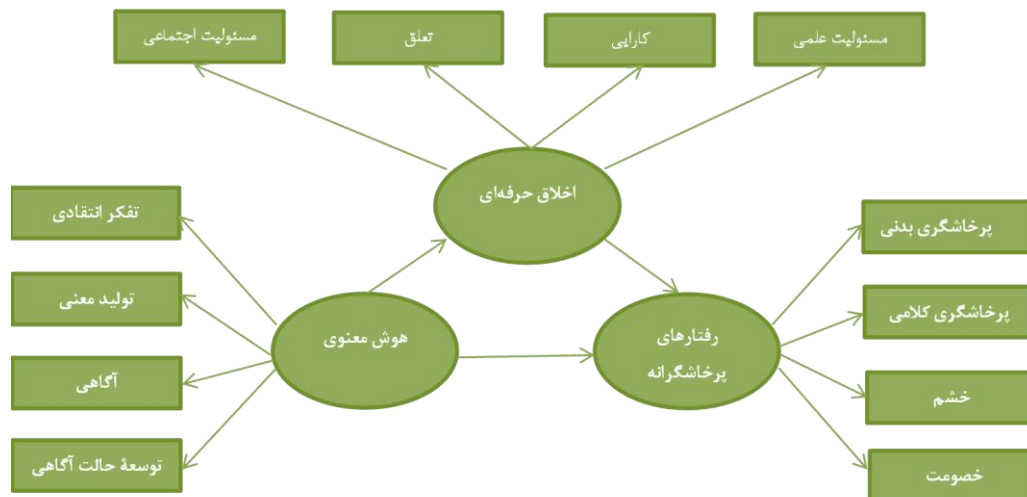 مسئولیت علمی
کارایی
تعلق
مسئولیت اجتماعی
اخلاق حرفه‌ای
پرخاشگری بدنی
پرخاشگری کلامی
خشم
خصومت
رفتارهای
پرخاشگرانه
هوش معنوی
تفکر انتقادی
تولید معنی
آگاهی
توسعهٔ حالت آگاهی